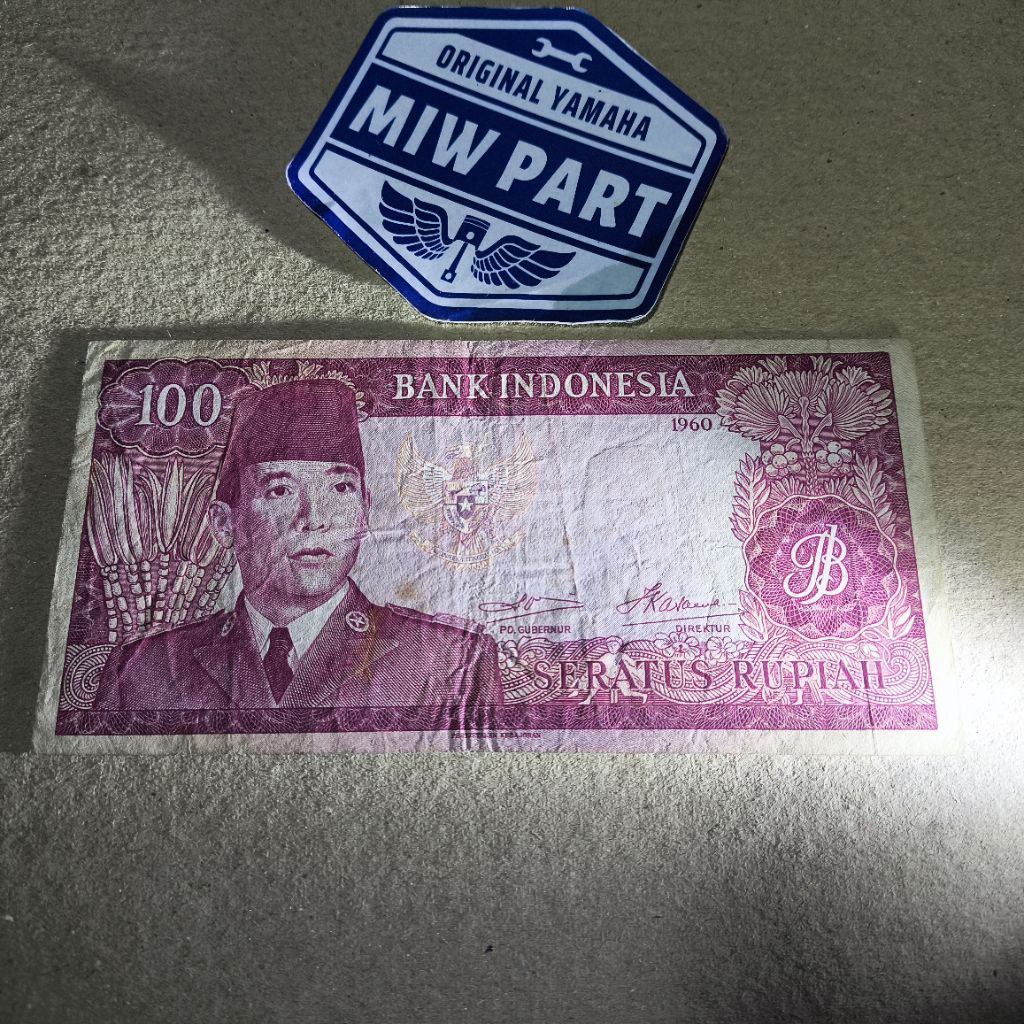 ORIGINAL YAMAHA
MIW PART
100
BANK INDONESIA
1960
PD. GUBERNUR
DIREKTUR
SERATUS RUPIAH